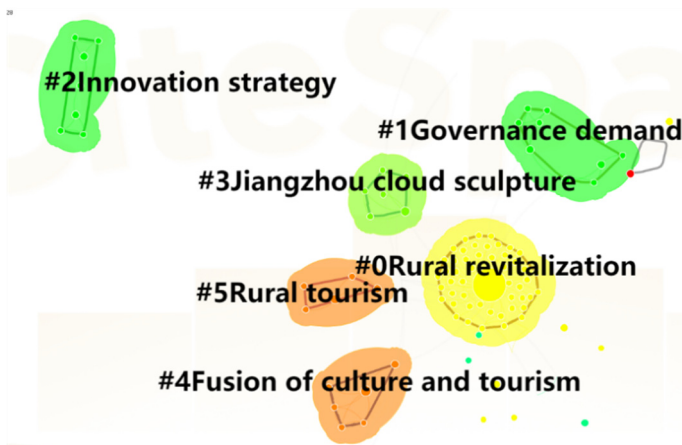 28
#2Innovation strategy
#1Governance demand
#3Jiangzhou cloud sculpture
#0Rural revitalization
#5Rural tourism
#4Fusion of culture and tourism